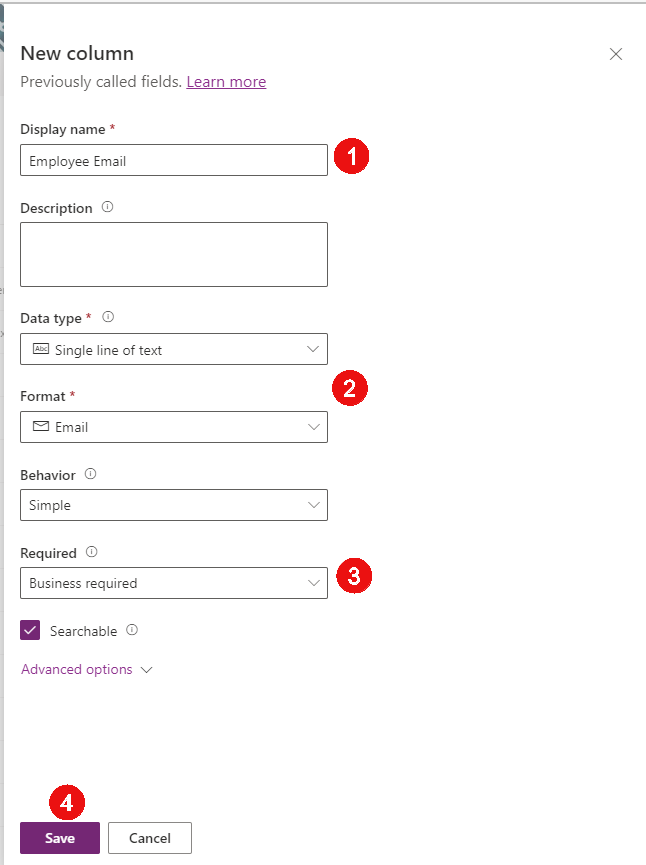 New column
Previously called fields. Learn more
Display name *
Employee Email
1
Description
Data type *
Abc Single line of text
2
Format *
Email
Behavior
Simple
Required
Business required
3
Searchable
Advanced options
4
Save Cancel